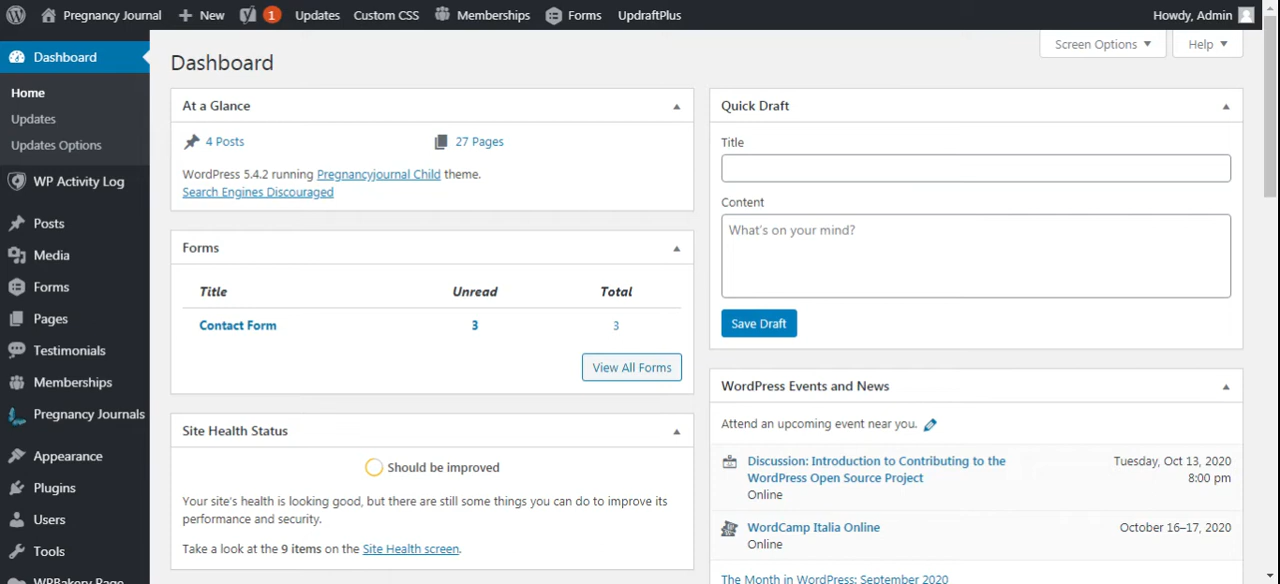 Pregnancy Journal
New
1
Updates
Custom CSS
Memberships
Forms
UpdraftPlus
Howdy, Admin
Dashboard
Home
Updates
Updates Options
WP Activity Log
Posts
Media
Forms
Pages
Testimonials
Memberships
Pregnancy Journals
Appearance
Plugins
Users
Tools
WPBakery Page
Screen Options
Help
Dashboard
At a Glance
4 Posts
27 Pages
WordPress 5.4.2 running Pregnancyjournal Child theme.
Search Engines Discouraged
Forms
Title Unread Total
Contact Form 3 3
View All Forms
Site Health Status
Should be improved
Your site's health is looking good, but there are still some things you can do to improve its
performance and security.
Take a look at the 9 items on the Site Health screen.
Quick Draft
Title
Content
What's on your mind?
Save Draft
WordPress Events and News
Attend an upcoming event near you.
Discussion: Introduction to Contributing to the
WordPress Open Source Project
Online
Tuesday, Oct 13, 2020
8:00 pm
WordCamp Italia Online
Online
October 16–17, 2020
The Month in WordPress: September 2020